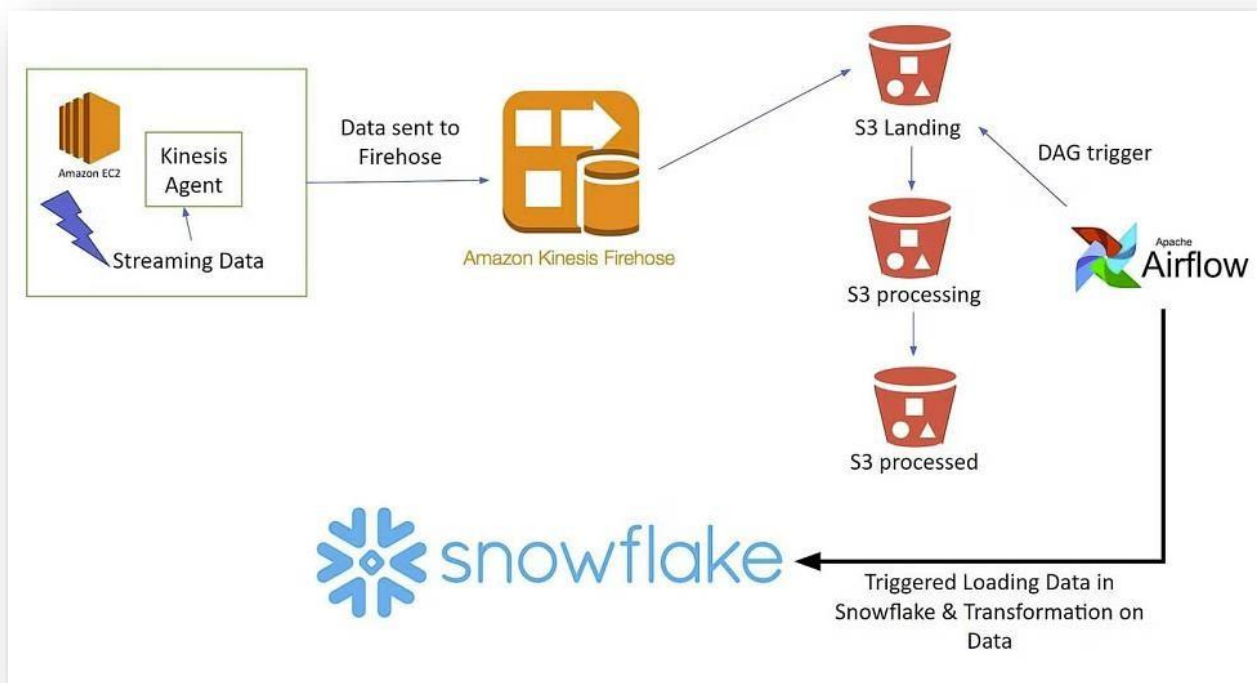 Amazon EC2
Kinesis
Agent
Streaming Data
Data sent to
Firehose
Amazon Kinesis Firehose
S3 Landing
DAG trigger
S3 processing
Apache
Airflow
S3 processed
snowflake
Triggered Loading Data in
Snowflake & Transformation on
Data